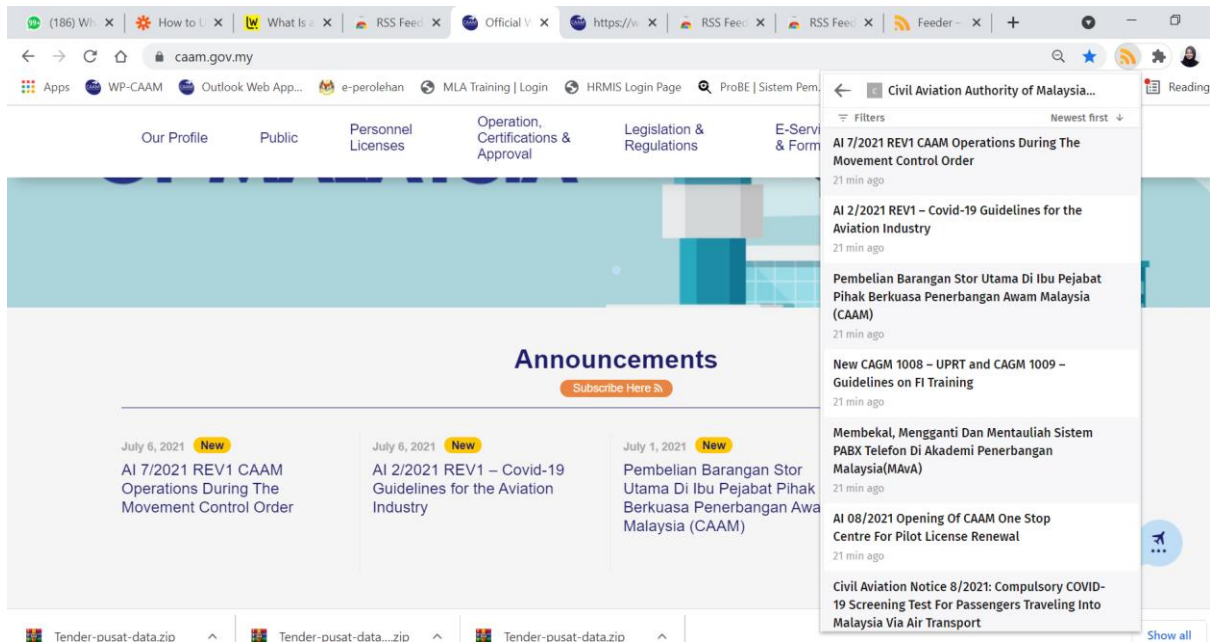 (186) Wh
How to U
What Is a
RSS Feed
Official V
https://w
RSS Feed
RSS Feed
Feeder –
caam.gov.my
Apps
WP-CAAM
Outlook Web App...
e-perolehan
MLA Training | Login
HRMIS Login Page
ProBE | Sistem Pem.
Reading
Our Profile
Public
Personnel
Licenses
Operation,
Certifications &
Approval
Legislation &
Regulations
E-Servi
& Form
Announcements
Subscribe Here
July 6, 2021 New
AI 7/2021 REV1 CAAM
Operations During The
Movement Control Order
July 6, 2021 New
AI 2/2021 REV1 – Covid-19
Guidelines for the Aviation
Industry
July 1, 2021 New
Pembelian Barangan Stor
Utama Di Ibu Pejabat Pihak
Berkuasa Penerbangan Awa
Malaysia (CAAM)
C Civil Aviation Authority of Malaysia...
Filters
Newest first
AI 7/2021 REV1 CAAM Operations During The
Movement Control Order
21 min ago
AI 2/2021 REV1 – Covid-19 Guidelines for the
Aviation Industry
21 min ago
Pembelian Barangan Stor Utama Di Ibu Pejabat
Pihak Berkuasa Penerbangan Awam Malaysia
(CAAM)
21 min ago
New CAGM 1008 – UPRT and CAGM 1009 –
Guidelines on FI Training
21 min ago
Membekal, Mengganti Dan Mentauliah Sistem
PABX Telefon Di Akademi Penerbangan
Malaysia(MAvA)
21 min ago
AI 08/2021 Opening Of CAAM One Stop
Centre For Pilot License Renewal
21 min ago
Civil Aviation Notice 8/2021: Compulsory COVID-
19 Screening Test For Passengers Traveling Into
Malaysia Via Air Transport
Tender-pusat-data.zip
Tender-pusat-data....zip
Tender-pusat-data.zip
Show all